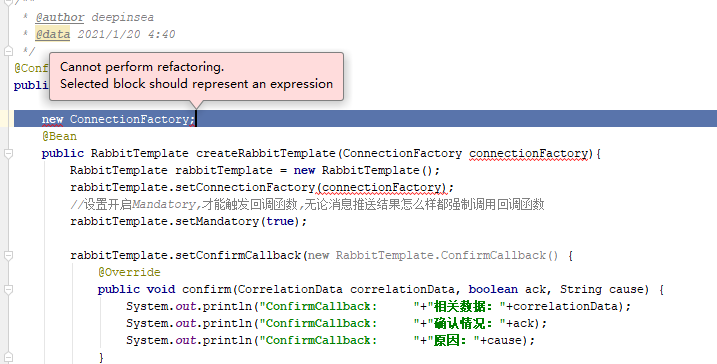 /**
* @author deepinsea
* @data 2021/1/20 4:40
*/
@Conf
Cannot perform refactoring.
Selected block should represent an expression
publ
new ConnectionFactory;
@Bean
public RabbitTemplate createRabbitTemplate(ConnectionFactory connectionFactory){
RabbitTemplate rabbitTemplate = new RabbitTemplate();
rabbitTemplate.setConnectionFactory(connectionFactory);
//设置开启Mandatory,才能触发回调函数,无论消息推送结果怎么样都强制调用回调函数
rabbitTemplate.setMandatory(true);
rabbitTemplate.setConfirmCallback(new RabbitTemplate.ConfirmCallback() {
@Override
public void confirm(CorrelationData correlationData, boolean ack, String cause) {
System.out.println("ConfirmCallback:     "+"相关数据："+correlationData);
System.out.println("ConfirmCallback:     "+"确认情况："+ack);
System.out.println("ConfirmCallback:     "+"原因："+cause);
}